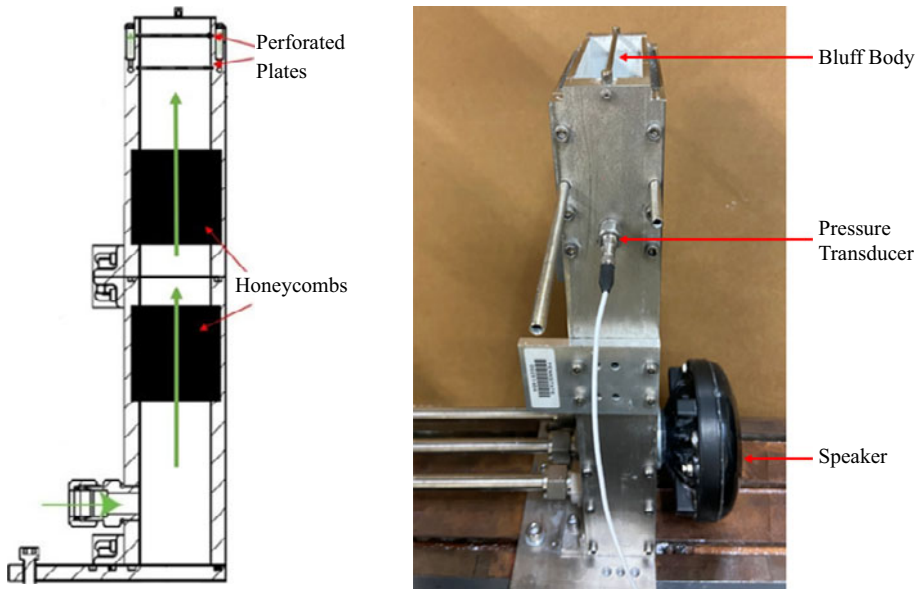 Perforated
Plates
Honeycombs
Bluff Body
Pressure
Transducer
Speaker